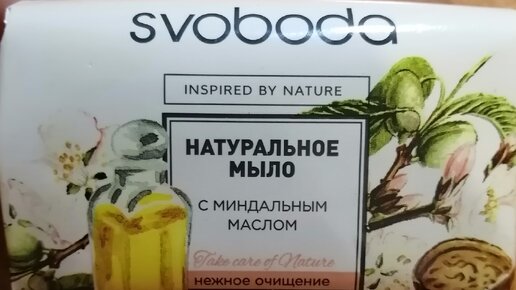 svoboda
INSPIRED BY NATURE
НАТУРАЛЬНОЕ
МЫЛО
С МИНДАЛЬНЫМ
МАСЛОМ
Take care of Nature
нежное очищение